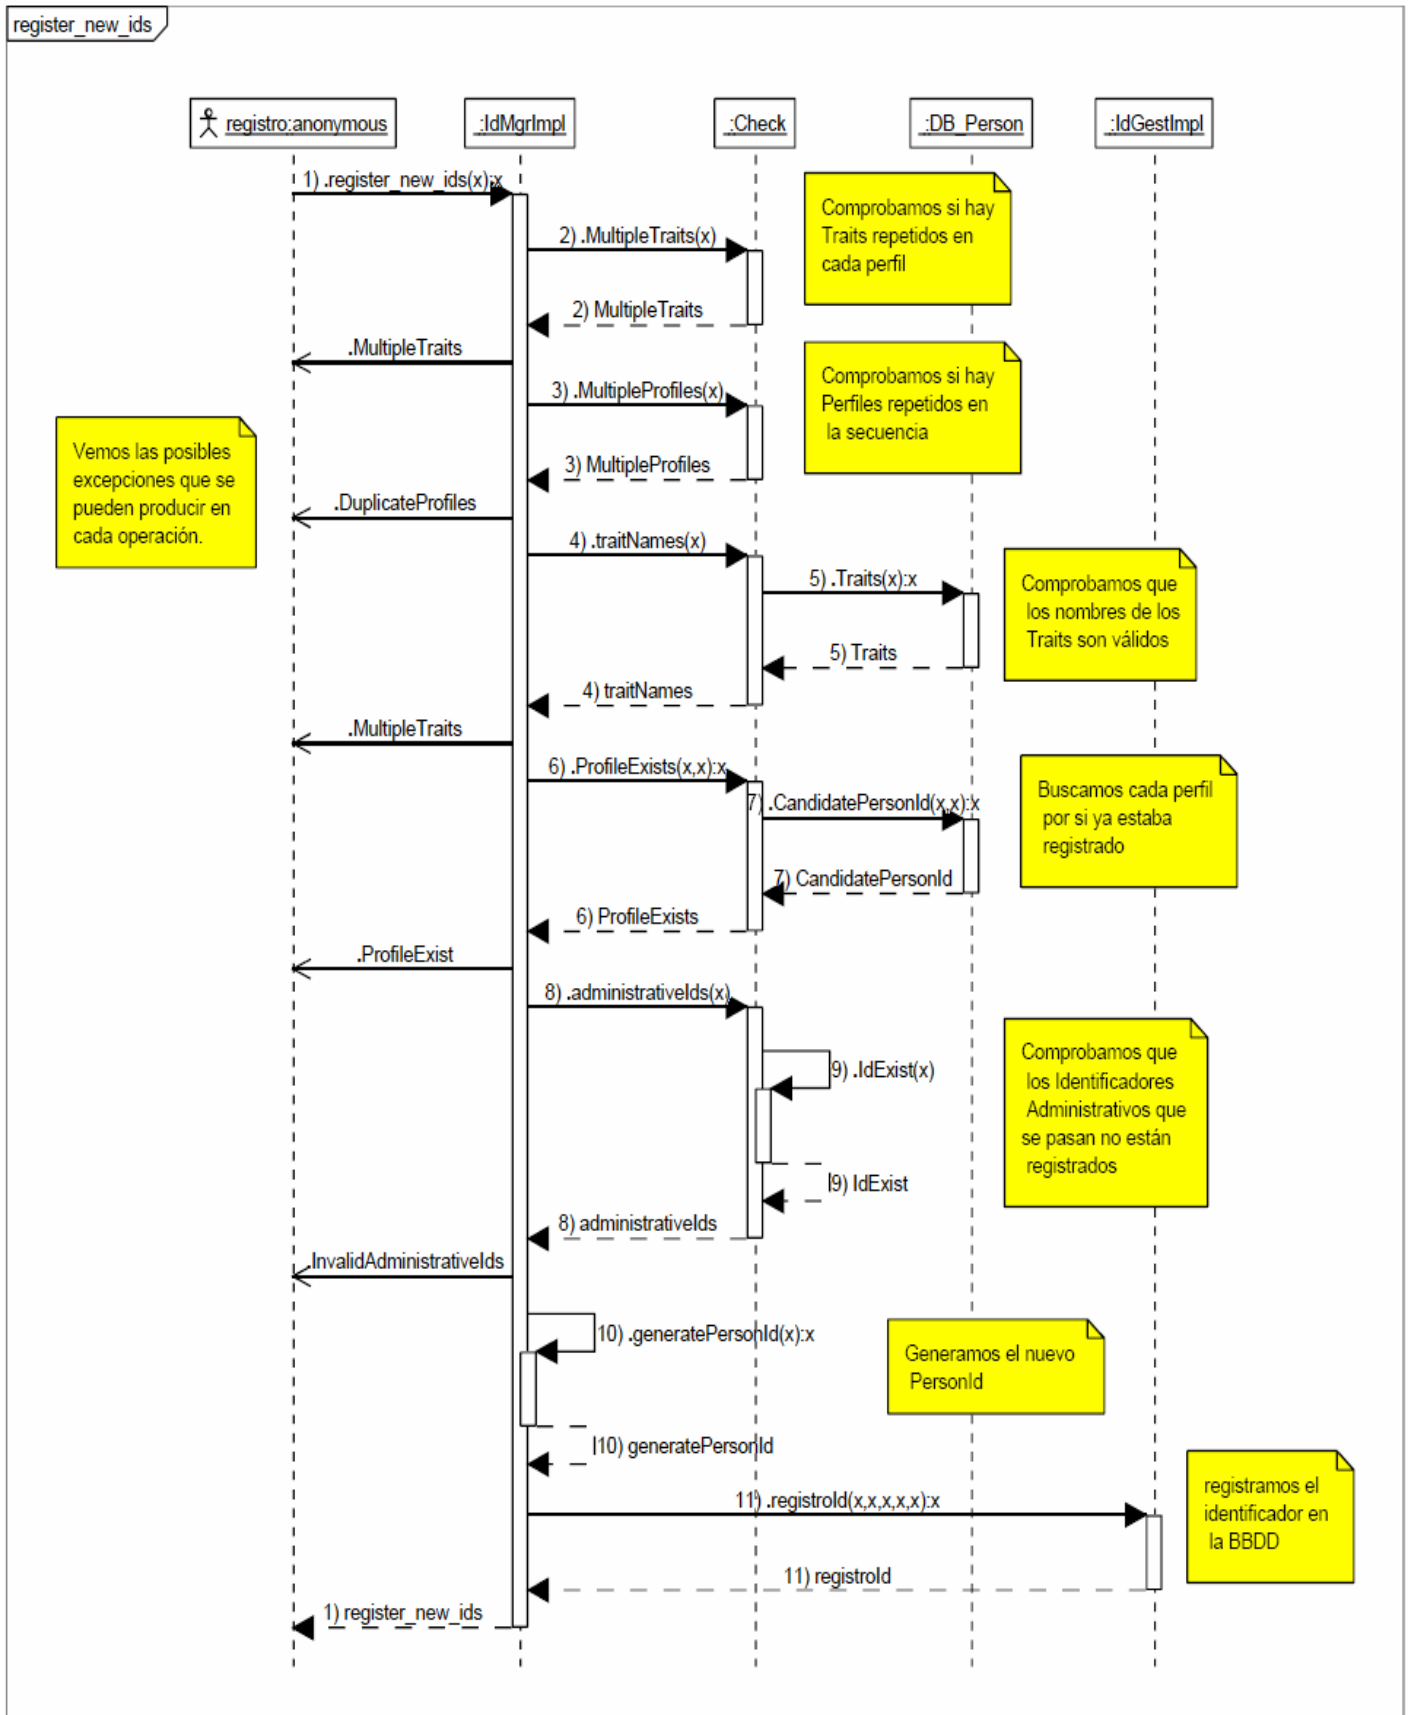 register_new_ids
registro:anonymous
:IdMgrImpl
:Check
:DB_Person
:IdGestImpl
1) .register_new_ids(x):x
Comprobamos si hay
Traits repetidos en
cada perfil
2) .MultipleTraits(x)
2) MultipleTraits
.MultipleTraits
Comprobamos si hay
Perfiles repetidos en
la secuencia
3) .MultipleProfiles(x)
Vemos las posibles
excepciones que se
pueden producir en
cada operación.
3) MultipleProfiles
.DuplicateProfiles
4) .traitNames(x)
5) .Traits(x):x
Comprobamos que
los nombres de los
Traits son válidos
5) Traits
4) traitNames
.MultipleTraits
6) .ProfileExists(x,x):x
7) .CandidatePersonId(x,x):x
Buscamos cada perfil
por si ya estaba
registrado
7) CandidatePersonId
6) ProfileExists
.ProfileExist
8) .administrativeIds(x)
9) .IdExist(x)
Comprobamos que
los Identificadores
Administrativos que
se pasan no están
registrados
9) IdExist
8) administrativeIds
.InvalidAdministrativeIds
10) .generatePersonId(x):x
Generamos el nuevo
PersonId
10) generatePersonId
11) .registroId(x,x,x,x,x):x
registramos el
identificador en
la BBDD
11) registroId
1) register_new_ids